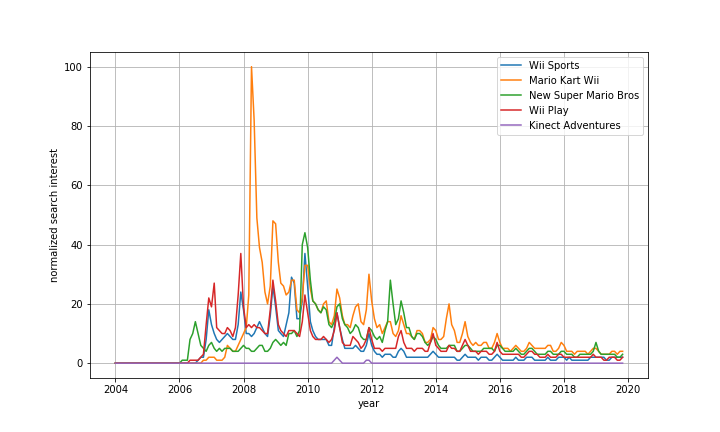 Wii Sports
Mario Kart Wii
New Super Mario Bros
Wii Play
Kinect Adventures
normalized search interest
100
80
60
40
20
0
2004
2006
2008
2010
2012
2014
2016
2018
2020
year